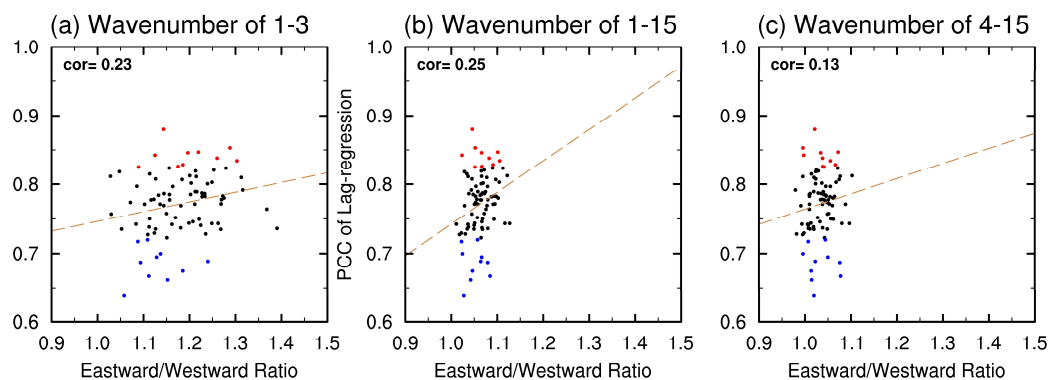 (a) Wavenumber of 1-3
cor= 0.23
1.0
0.9
0.8
0.7
0.6
0.9 1.0 1.1 1.2 1.3 1.4 1.5
Eastward/Westward Ratio
(b) Wavenumber of 1-15
cor= 0.25
PCC of Lag-regression
1.0
0.9
0.8
0.7
0.6
0.9 1.0 1.1 1.2 1.3 1.4 1.5
Eastward/Westward Ratio
(c) Wavenumber of 4-15
cor= 0.13
1.0
0.9
0.8
0.7
0.6
0.9 1.0 1.1 1.2 1.3 1.4 1.5
Eastward/Westward Ratio